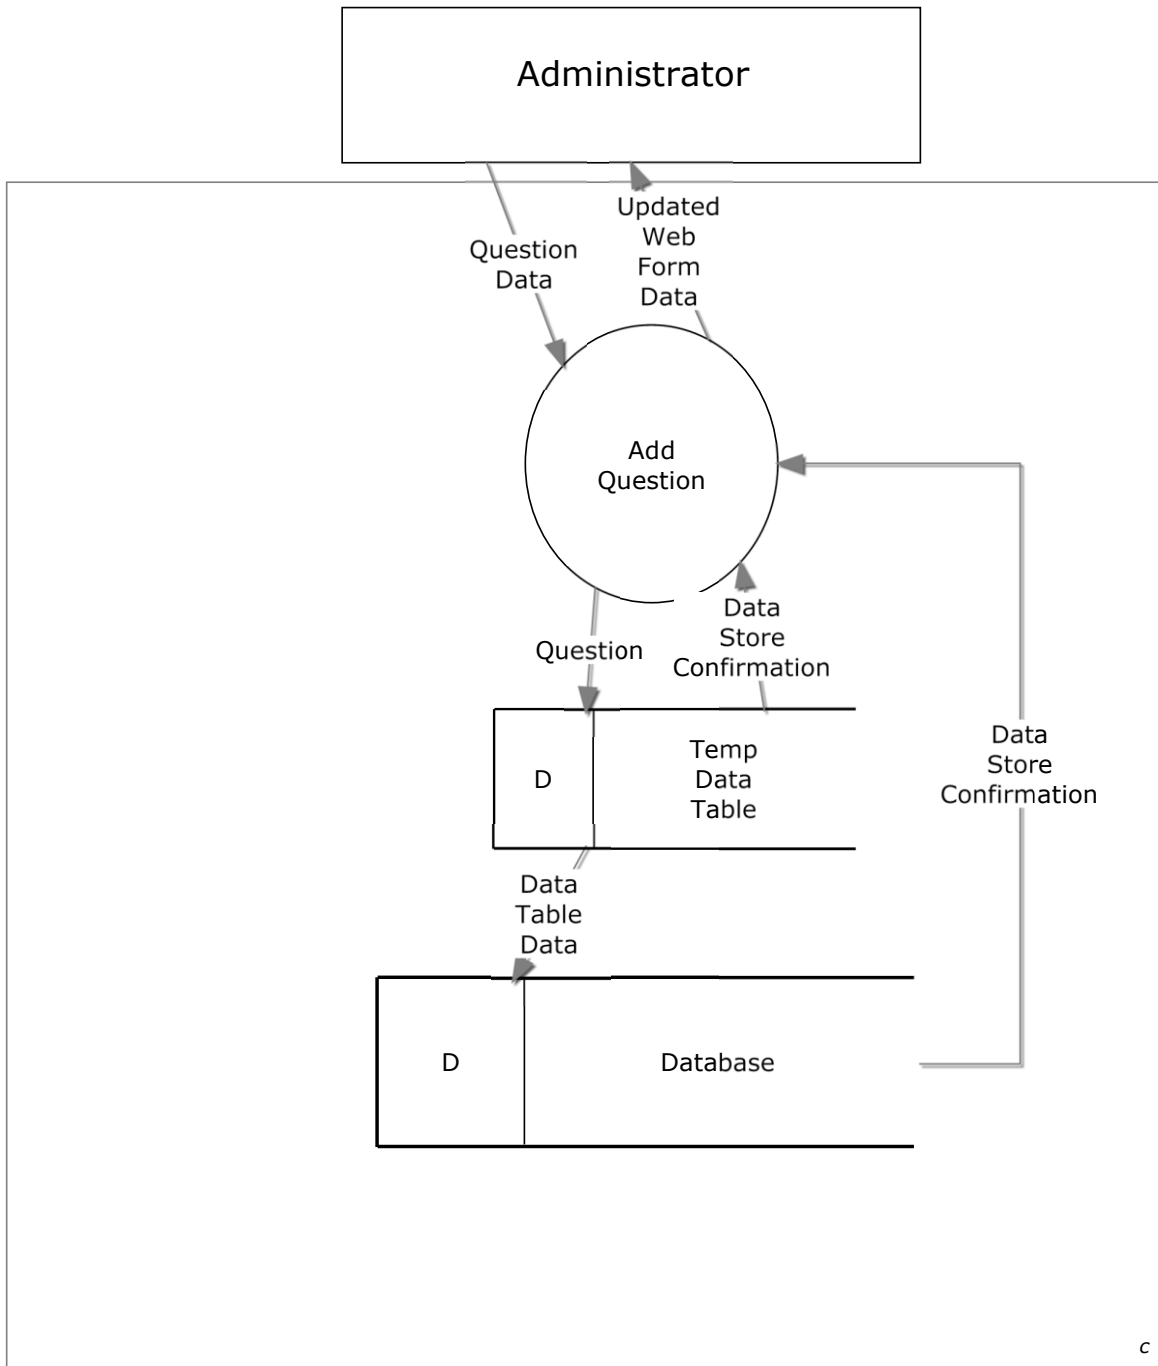 Administrator
Updated
Web
Form
Data
Question
Data
Add
Question
Data
Store
Confirmation
Question
Data
Store
Confirmation
D
Temp
Data
Table
Data
Table
Data
D
Database
c